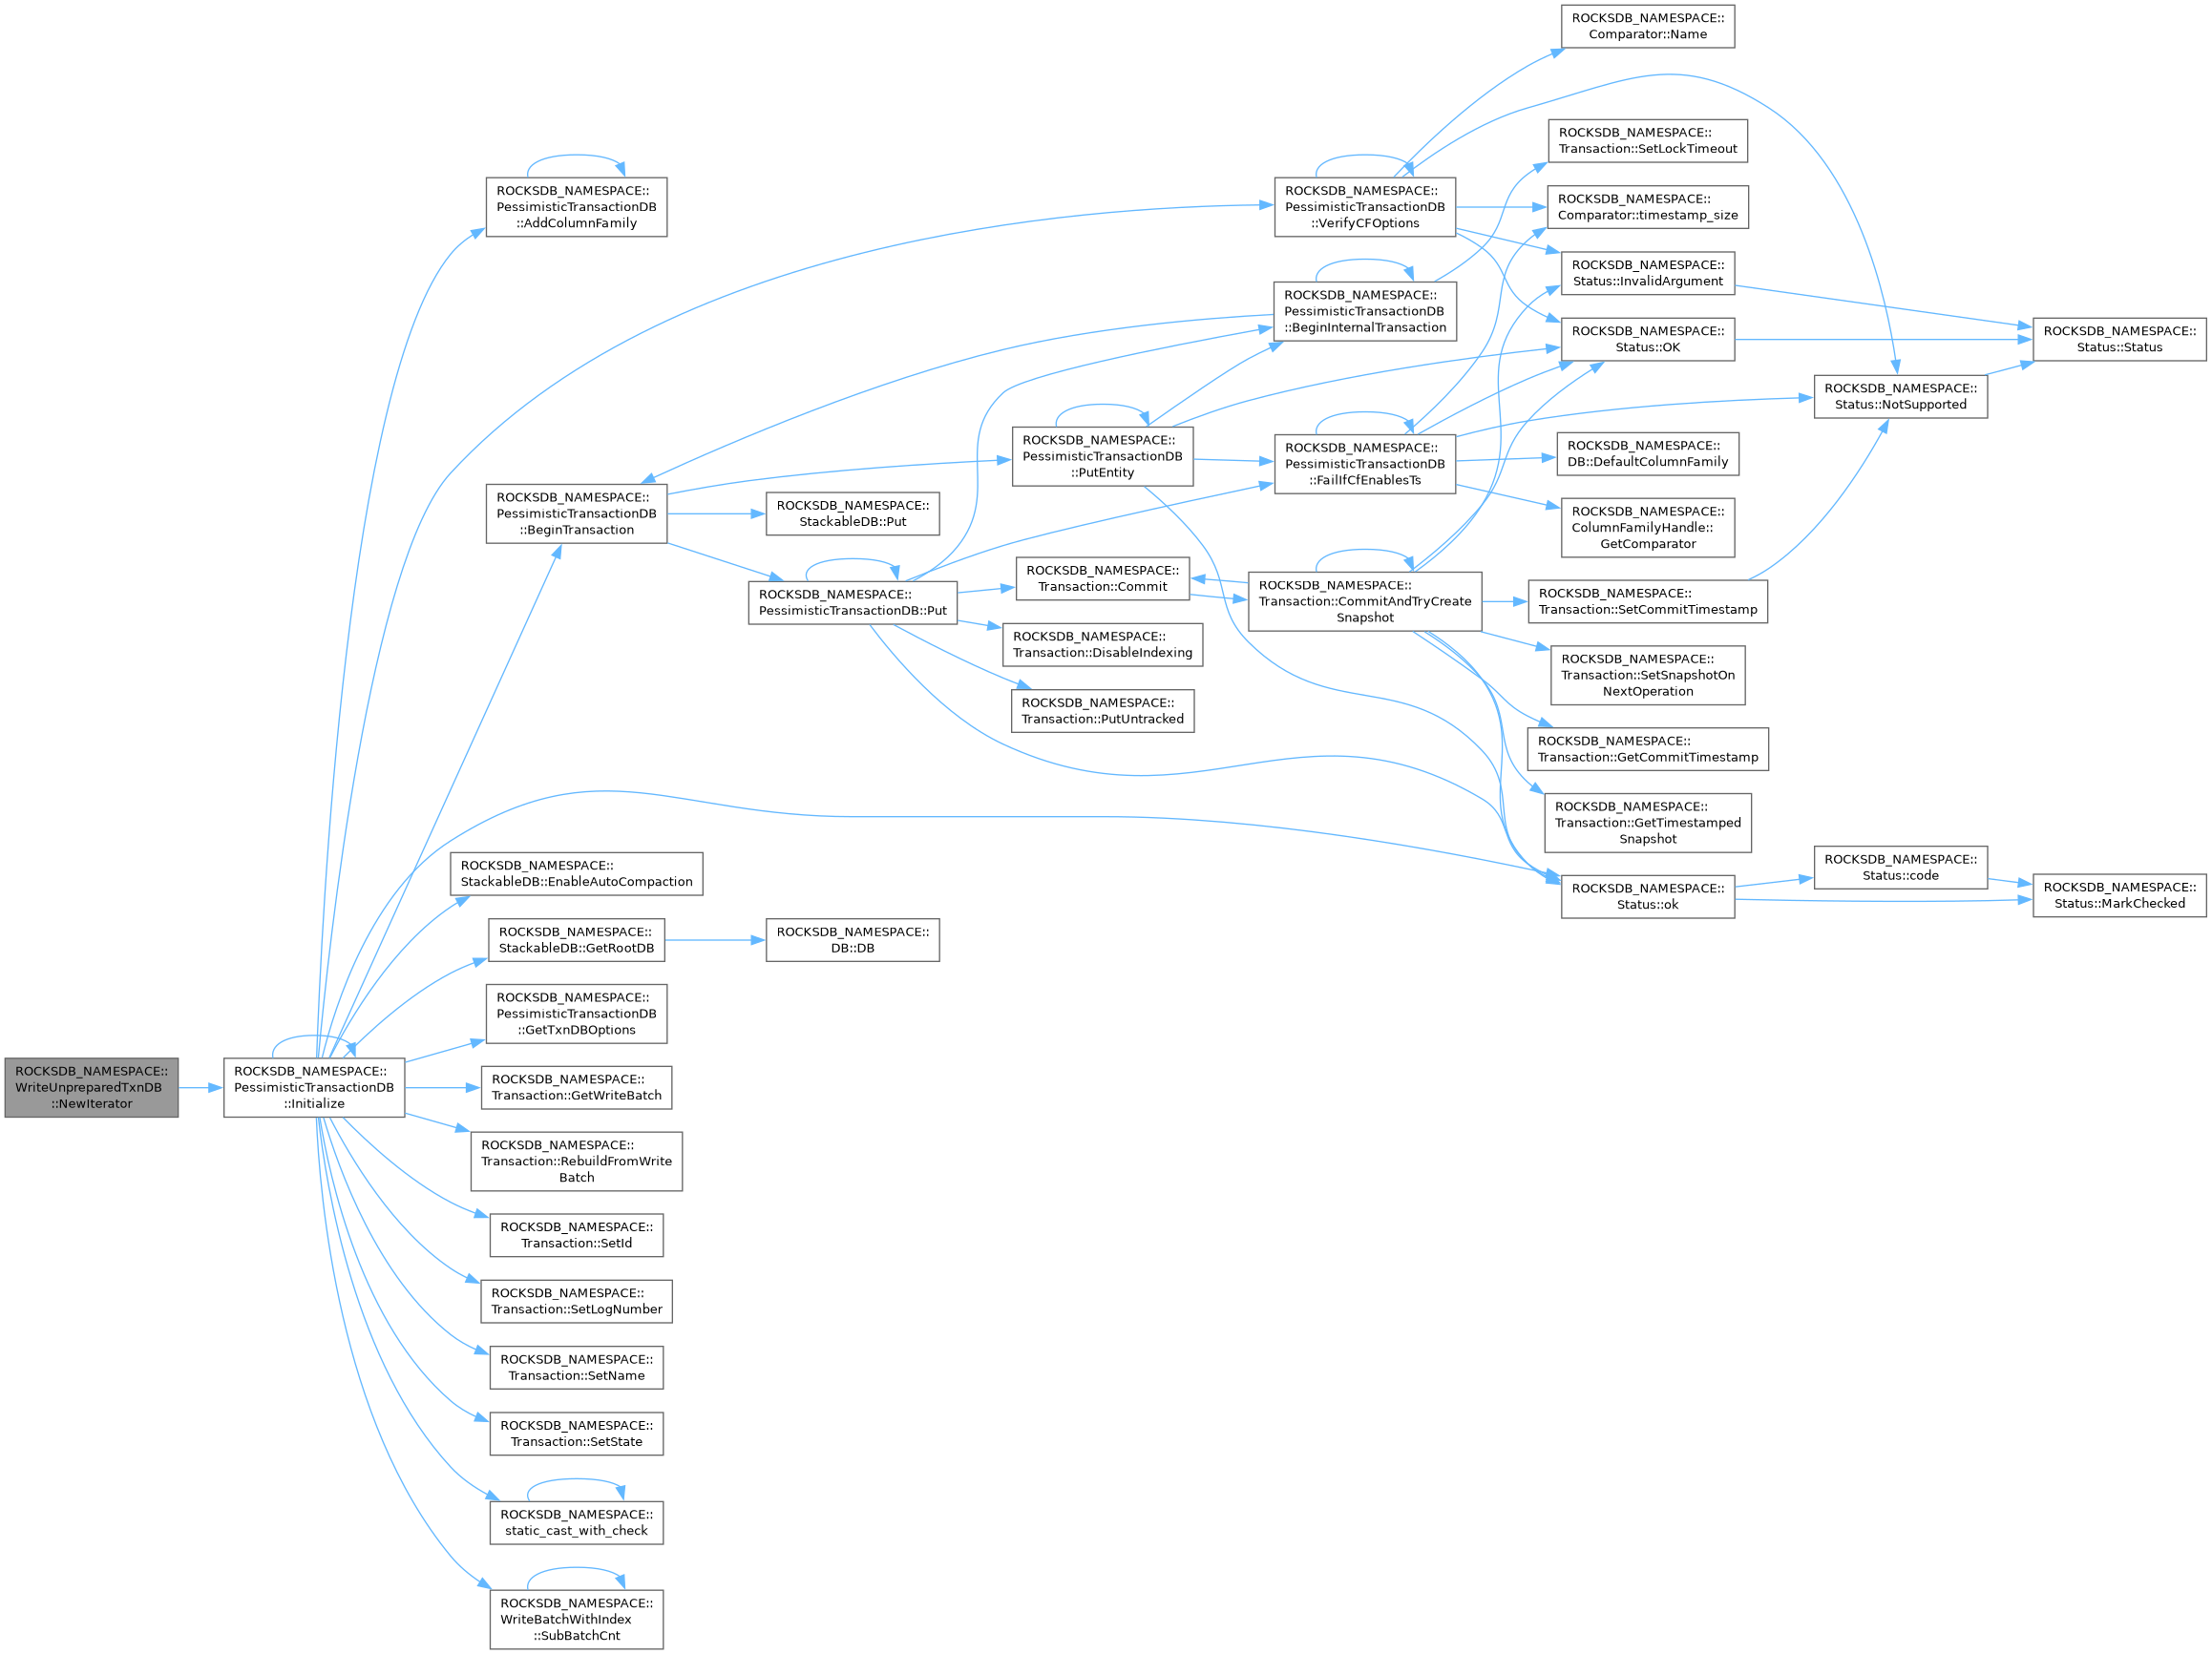 ROCKSDB_NAMESPACE::
WriteUnpreparedTxnDB
::NewIterator
ROCKSDB_NAMESPACE::
PessimisticTransactionDB
::Initialize
ROCKSDB_NAMESPACE::
PessimisticTransactionDB
::AddColumnFamily
ROCKSDB_NAMESPACE::
PessimisticTransactionDB
::BeginTransaction
ROCKSDB_NAMESPACE::
StackableDB::EnableAutoCompaction
ROCKSDB_NAMESPACE::
StackableDB::GetRootDB
ROCKSDB_NAMESPACE::
PessimisticTransactionDB
::GetTxnDBOptions
ROCKSDB_NAMESPACE::
Transaction::GetWriteBatch
ROCKSDB_NAMESPACE::
Transaction::RebuildFromWrite
Batch
ROCKSDB_NAMESPACE::
Transaction::SetId
ROCKSDB_NAMESPACE::
Transaction::SetLogNumber
ROCKSDB_NAMESPACE::
Transaction::SetName
ROCKSDB_NAMESPACE::
Transaction::SetState
ROCKSDB_NAMESPACE::
static_cast_with_check
ROCKSDB_NAMESPACE::
WriteBatchWithIndex
::SubBatchCnt
ROCKSDB_NAMESPACE::
StackableDB::Put
ROCKSDB_NAMESPACE::
PessimisticTransactionDB::Put
ROCKSDB_NAMESPACE::
DB::DB
ROCKSDB_NAMESPACE::
PessimisticTransactionDB
::PutEntity
ROCKSDB_NAMESPACE::
Transaction::Commit
ROCKSDB_NAMESPACE::
Transaction::DisableIndexing
ROCKSDB_NAMESPACE::
Transaction::PutUntracked
ROCKSDB_NAMESPACE::
PessimisticTransactionDB
::VerifyCFOptions
ROCKSDB_NAMESPACE::
PessimisticTransactionDB
::BeginInternalTransaction
ROCKSDB_NAMESPACE::
PessimisticTransactionDB
::FailIfCfEnablesTs
ROCKSDB_NAMESPACE::
Transaction::CommitAndTryCreate
Snapshot
ROCKSDB_NAMESPACE::
Comparator::Name
ROCKSDB_NAMESPACE::
Transaction::SetLockTimeout
ROCKSDB_NAMESPACE::
Comparator::timestamp_size
ROCKSDB_NAMESPACE::
Status::InvalidArgument
ROCKSDB_NAMESPACE::
Status::OK
ROCKSDB_NAMESPACE::
DB::DefaultColumnFamily
ROCKSDB_NAMESPACE::
ColumnFamilyHandle::
GetComparator
ROCKSDB_NAMESPACE::
Transaction::SetCommitTimestamp
ROCKSDB_NAMESPACE::
Transaction::SetSnapshotOn
NextOperation
ROCKSDB_NAMESPACE::
Transaction::GetCommitTimestamp
ROCKSDB_NAMESPACE::
Transaction::GetTimestamped
Snapshot
ROCKSDB_NAMESPACE::
Status::ok
ROCKSDB_NAMESPACE::
Status::NotSupported
ROCKSDB_NAMESPACE::
Status::code
ROCKSDB_NAMESPACE::
Status::Status
ROCKSDB_NAMESPACE::
Status::MarkChecked